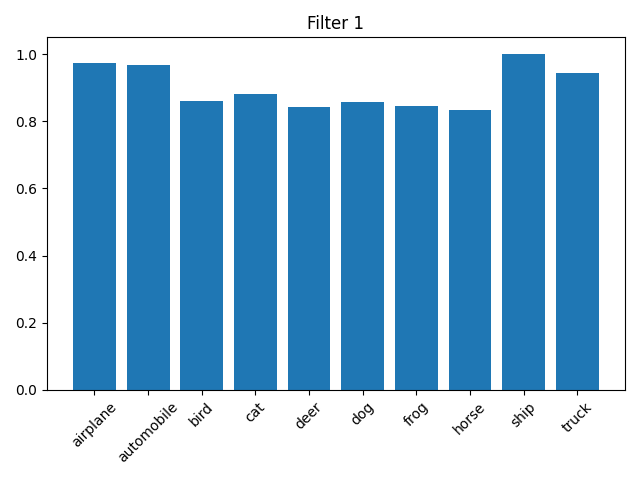 Filter 1
1.0
0.8
0.6
0.4
0.2
0.0
airplane
automobile
bird
cat
deer
dog
frog
horse
ship
truck